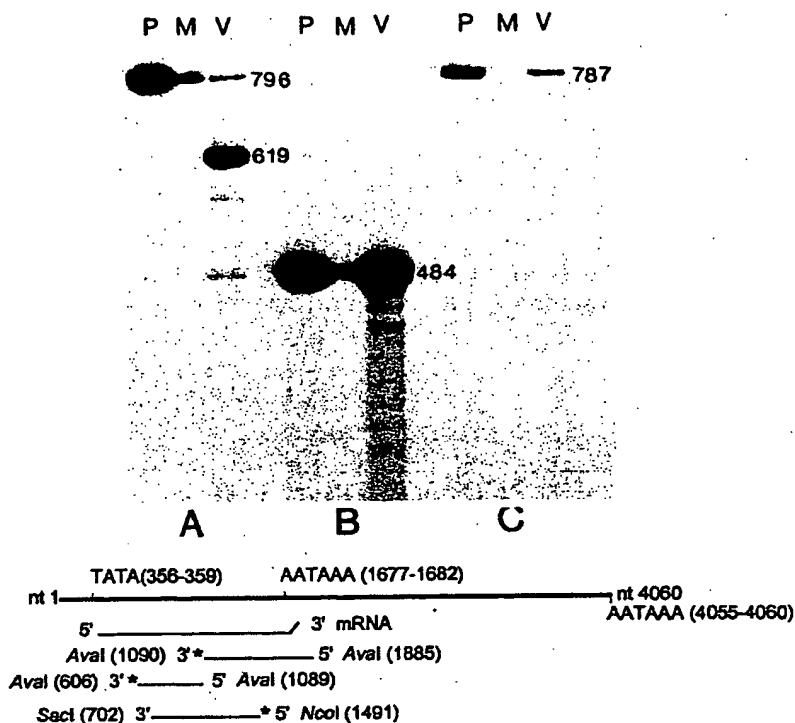 P M V P M V P M V
796 787
619
484
A B C
TATA(356-359) AATAAA (1677-1682)
nt 1 nt 4060
AATAAA (4055-4060)
5' 3' mRNA
AvaI (1090) 3'* 5' AvaI (1885)
AvaI (606) 3'* 5' AvaI (1089)
SacI (702) 3' * 5' NcoI (1491)